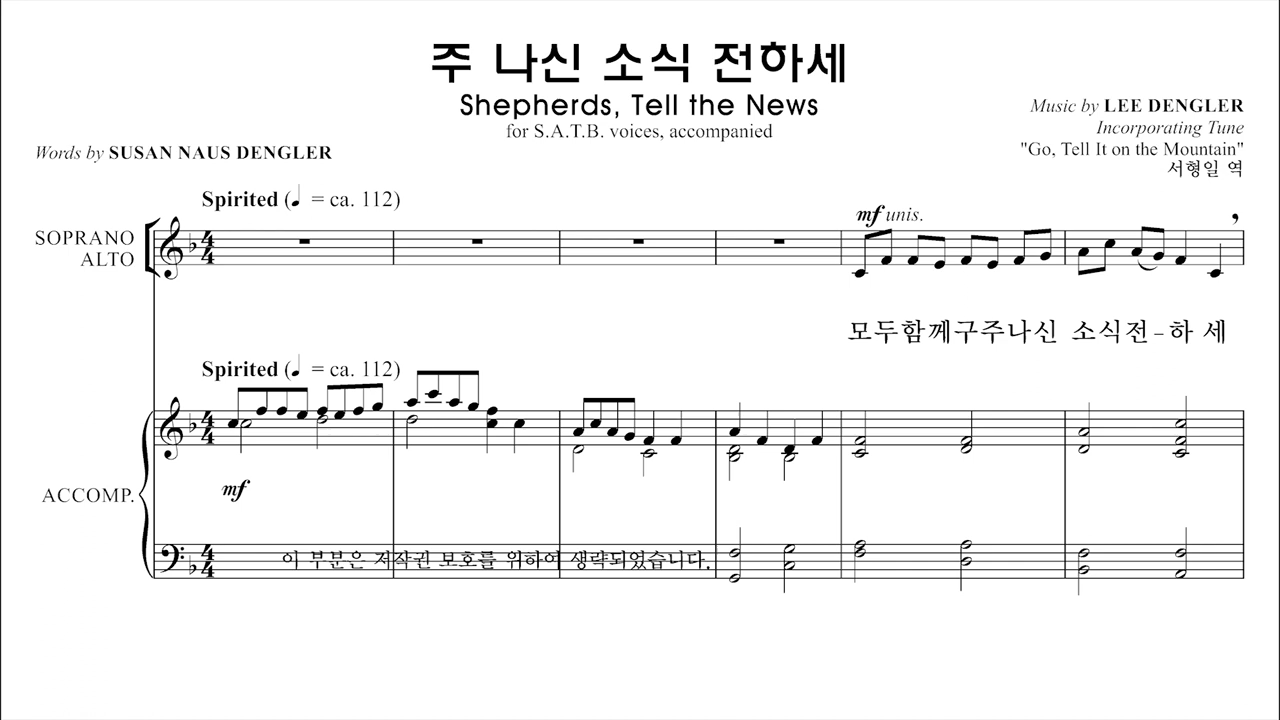 주 나신 소식 전하세
Shepherds, Tell the News
for S.A.T.B. voices, accompanied
Words by SUSAN NAUS DENGLER
Music by LEE DENGLER
Incorporating Tune
"Go, Tell It on the Mountain"
서형일 역
Spirited (♩ = ca. 112)
mf unis.
SOPRANO
ALTO
모두함께구주나신 소식전-하 세
Spirited (♩ = ca. 112)
mf
ACCOMP.
이 부분은 저작권 보호를 위하여 생략되었습니다.